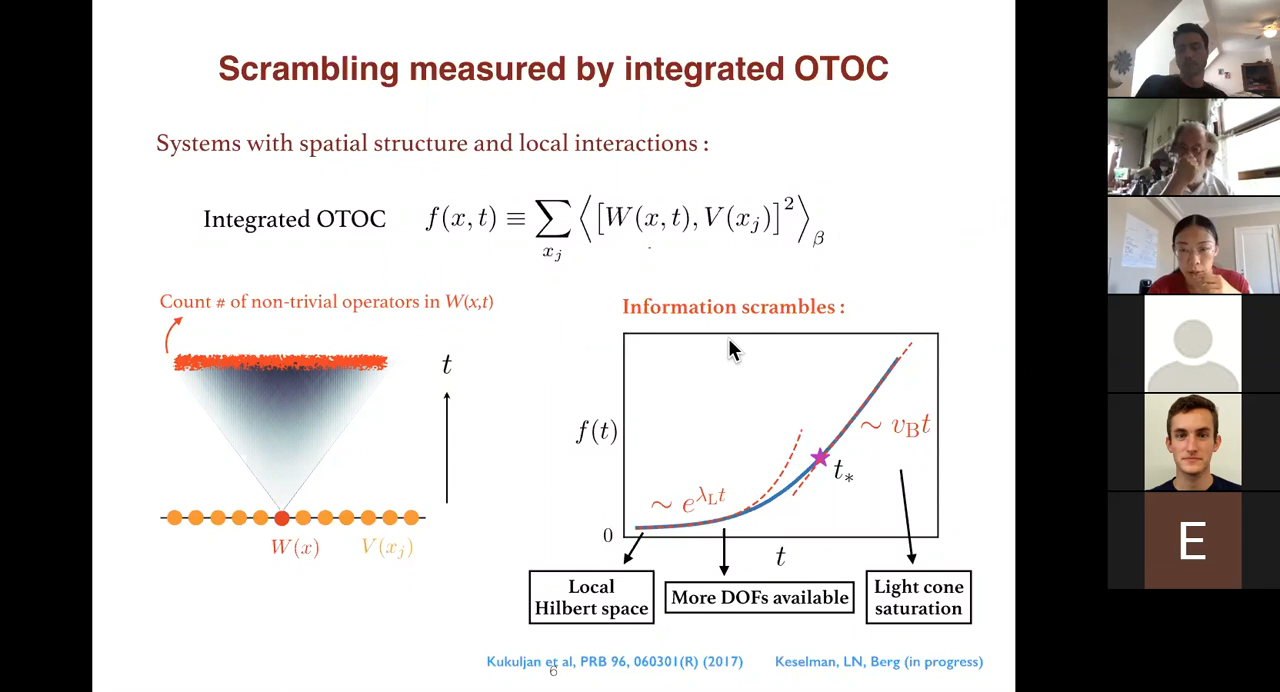 Scrambling measured by integrated OTOC
Systems with spatial structure and local interactions :
Integrated OTOC f(x, t) ≡ ∑_{x_j} ⟨[W(x, t), V(x_j)]²⟩_β
Count # of non-trivial operators in W(x,t)
t
W(x)
V(x_j)
Information scrambles :
f(t)
∼ v_B t
t_*
∼ e^{λ_L t}
0
t
Local
Hilbert space
More DOFs available
Light cone
saturation
Kukuljan et al, PRB 96, 060301(R) (2017)
Keselman, LN, Berg (in progress)
6
E